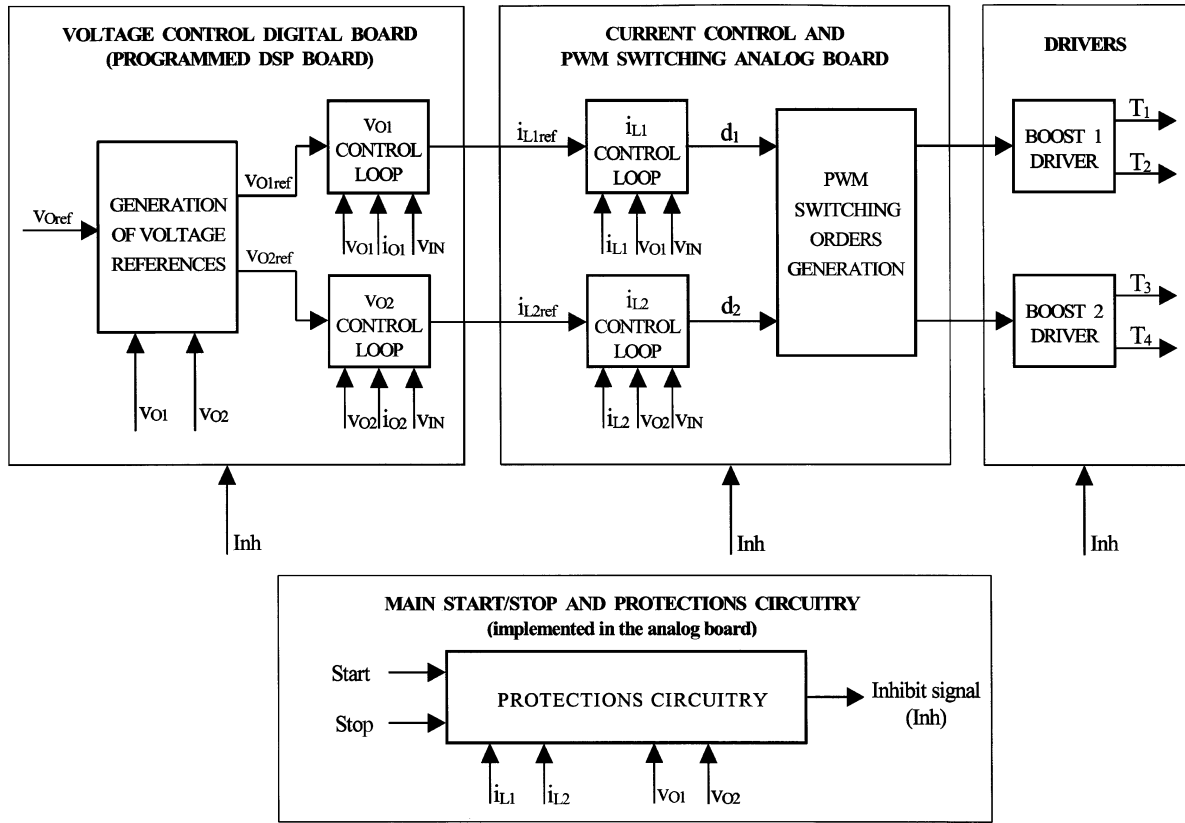 VOLTAGE CONTROL DIGITAL BOARD
(PROGRAMMED DSP BOARD)
vOref
GENERATION
OF VOLTAGE
REFERENCES
vO1
vO2
vO1ref
vO2ref
vO1
CONTROL
LOOP
vO1 iO1 vIN
vO2
CONTROL
LOOP
vO2 iO2 vIN
Inh
CURRENT CONTROL AND
PWM SWITCHING ANALOG BOARD
iL1ref
iL1
CONTROL
LOOP
iL1 vO1 vIN
iL2ref
iL2
CONTROL
LOOP
iL2 vO2 vIN
d1
d2
PWM
SWITCHING
ORDERS
GENERATION
Inh
DRIVERS
BOOST 1
DRIVER
T1
T2
BOOST 2
DRIVER
T3
T4
Inh
MAIN START/STOP AND PROTECTIONS CIRCUITRY
(implemented in the analog board)
Start
Stop
PROTECTIONS CIRCUITRY
iL1 iL2 vO1 vO2
Inhibit signal
(Inh)